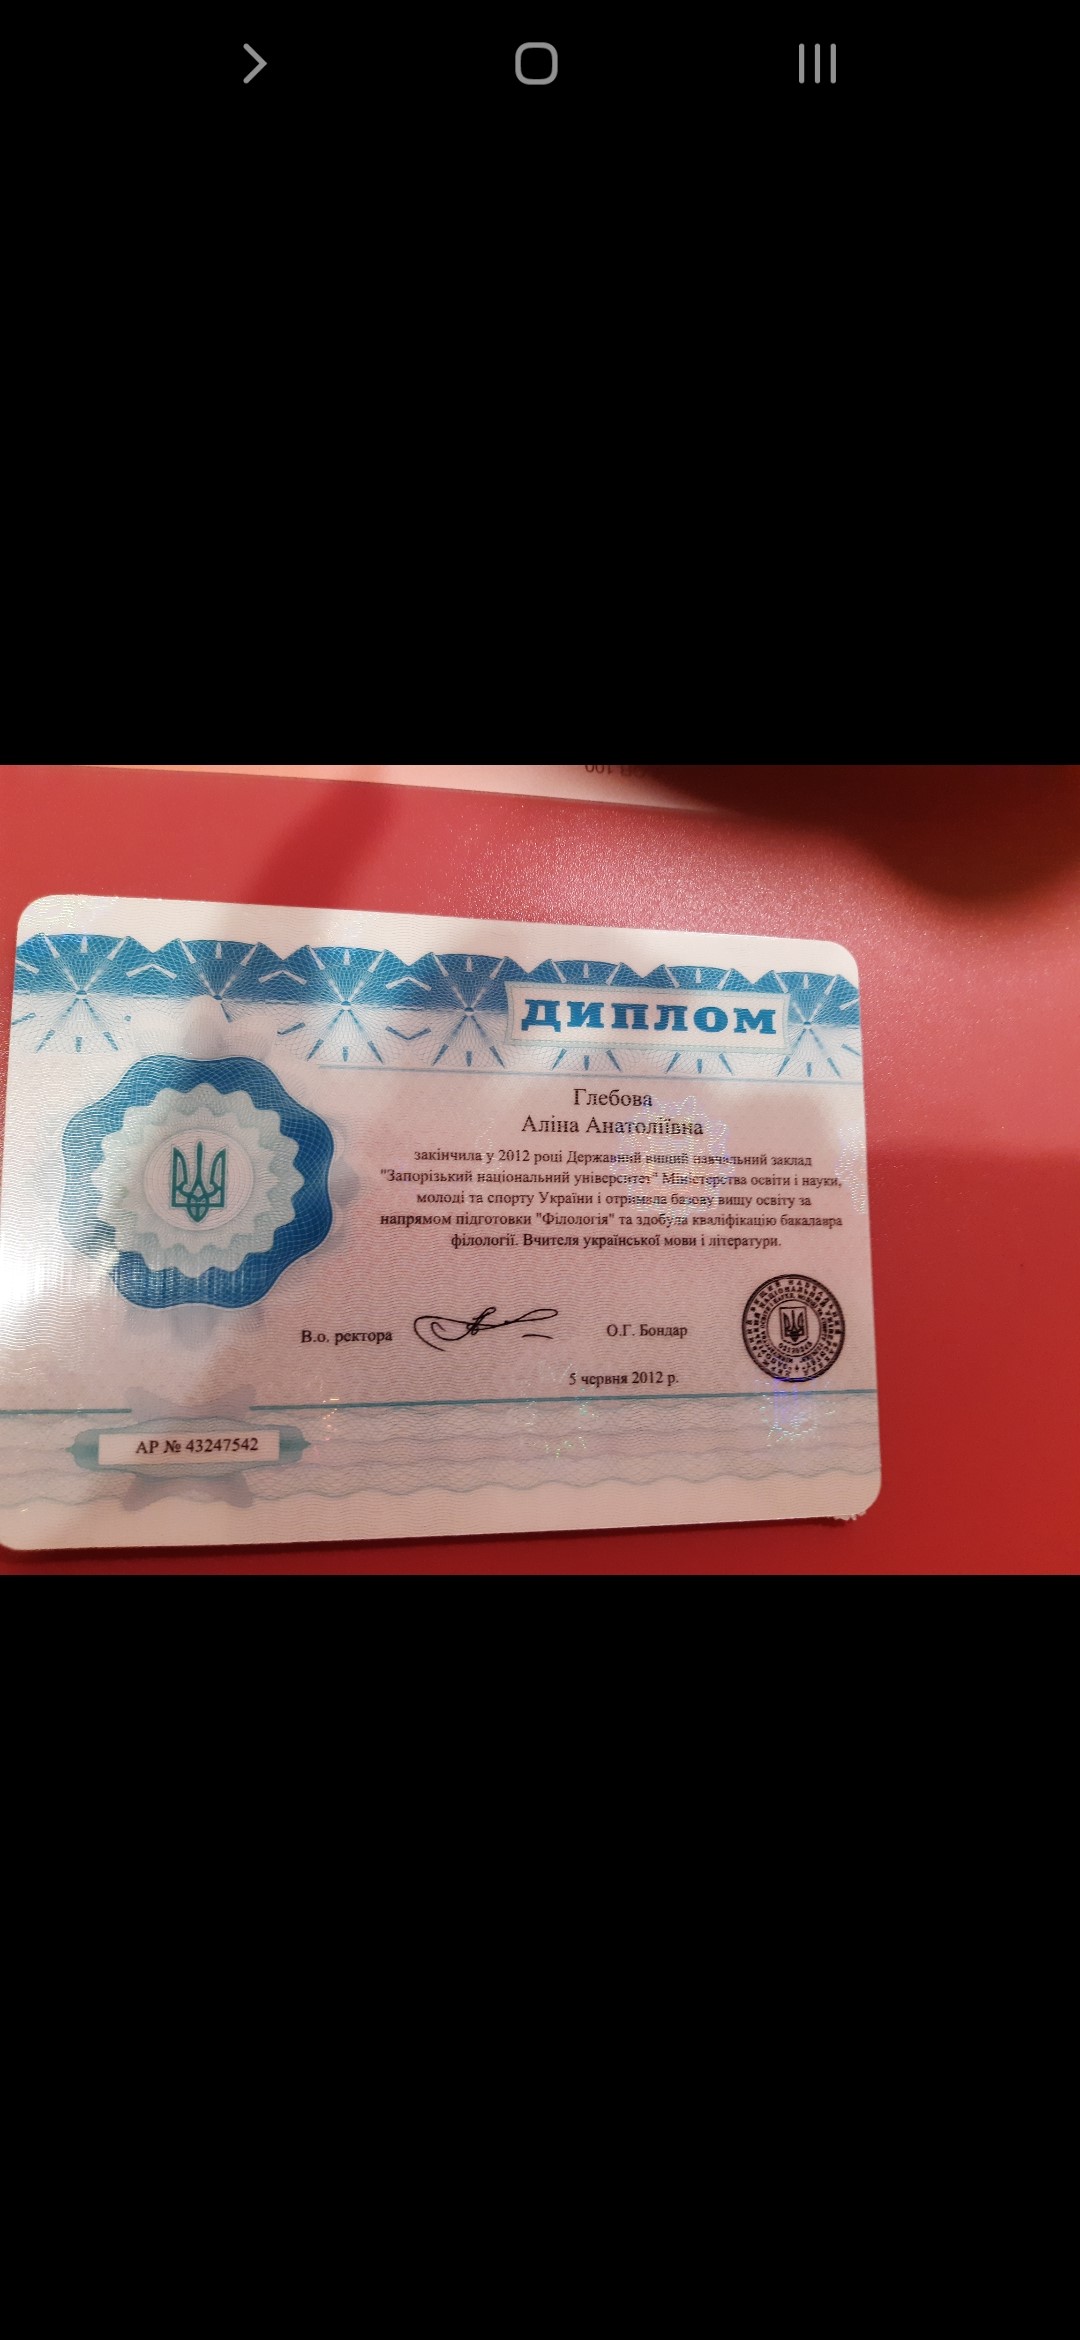 ДИПЛОМ
Глебова
Аліна Анатоліївна
закінчила у 2012 році Державний вищий навчальний заклад
"Запорізький національний університет" Міністерства освіти і науки,
молоді та спорту України і отримала базову вищу освіту за
напрямом підготовки "Філологія" та здобула кваліфікацію бакалавра
філології. Вчителя української мови і літератури.
В.о. ректора
О.Г. Бондар
5 червня 2012 р.
АР № 43247542